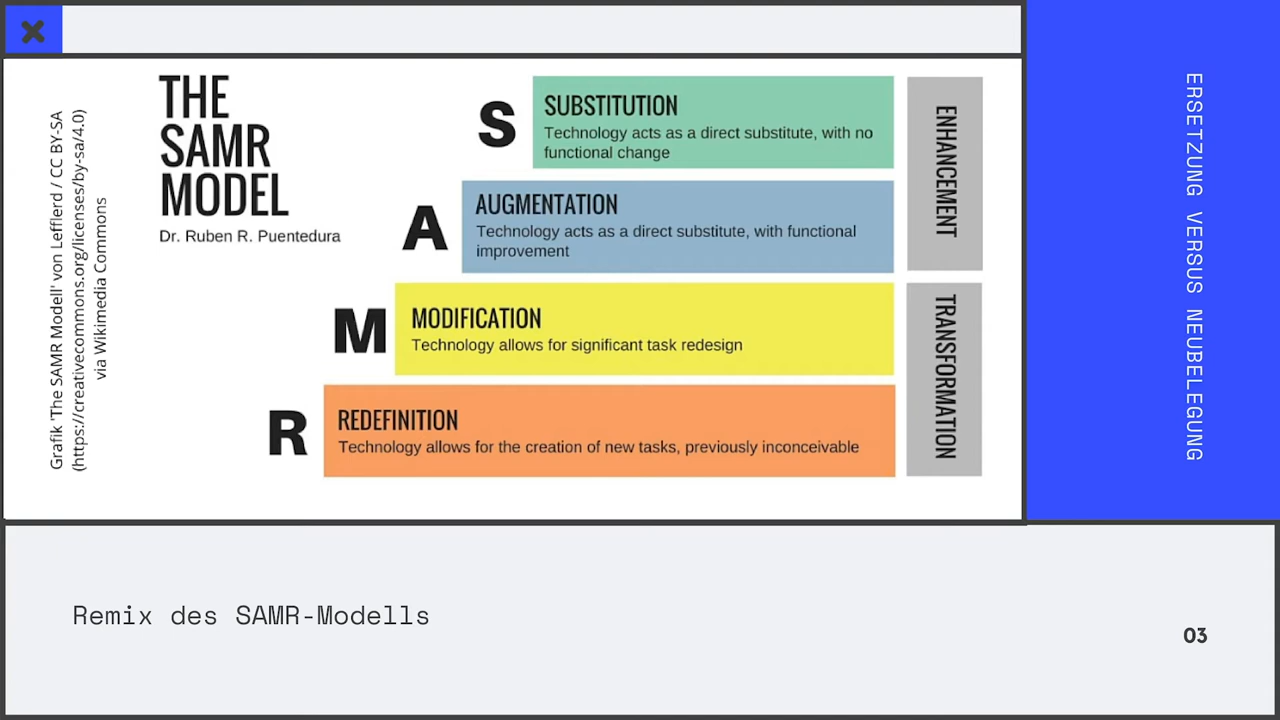 THE
SAMR
MODEL
Dr. Ruben R. Puentedura
S
SUBSTITUTION
Technology acts as a direct substitute, with no
functional change
A
AUGMENTATION
Technology acts as a direct substitute, with functional
improvement
M
MODIFICATION
Technology allows for significant task redesign
R
REDEFINITION
Technology allows for the creation of new tasks, previously inconceivable
ENHANCEMENT
TRANSFORMATION
Grafik 'The SAMR Modell' von Lefflerd / CC BY-SA
(https://creativecommons.org/licenses/by-sa/4.0)
via Wikimedia Commons
ERSETZUNG VERSUS NEUBELEGUNG
Remix des SAMR-Modells
03